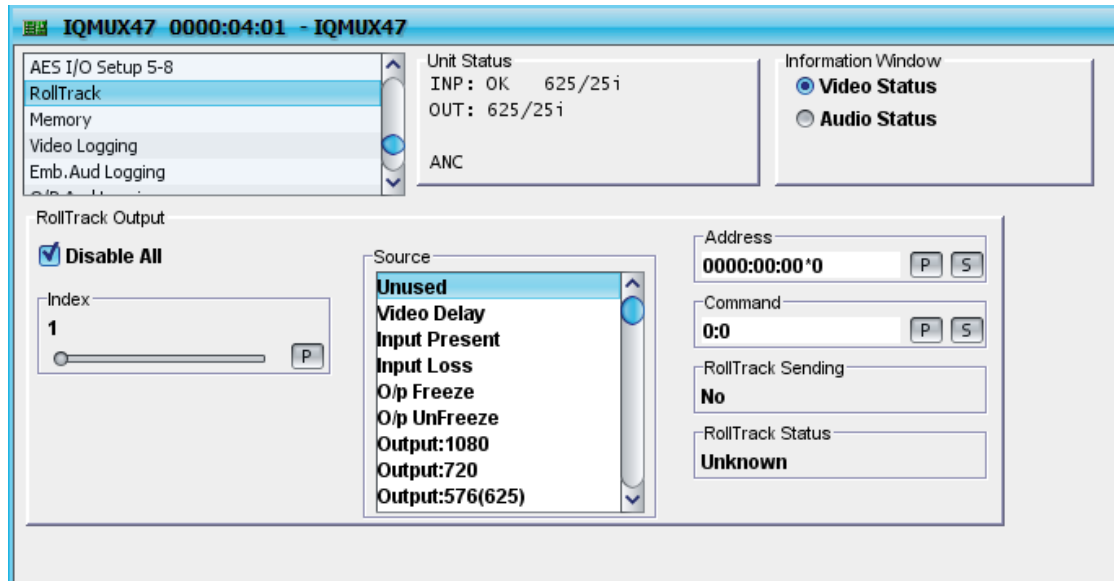 IQMUX47 0000:04:01 - IQMUX47
AES I/O Setup 5-8
RollTrack
Memory
Video Logging
Emb.Aud Logging
Unit Status
INP: OK 625/25i
OUT: 625/25i
ANC
Information Window
Video Status
Audio Status
RollTrack Output
Disable All
Index
1
P
Source
Unused
Video Delay
Input Present
Input Loss
O/p Freeze
O/p UnFreeze
Output:1080
Output:720
Output:576(625)
Address
0000:00:00*0 P S
Command
0:0 P S
RollTrack Sending
No
RollTrack Status
Unknown